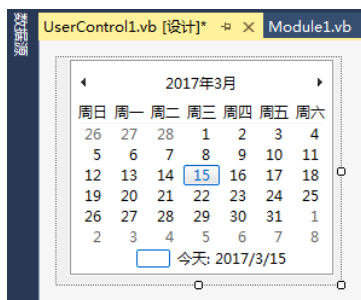 数据源
UserControl1.vb [设计]* Module1.vb
2017年3月
周日 周一 周二 周三 周四 周五 周六
26 27 28 1 2 3 4
5 6 7 8 9 10 11
12 13 14 15 16 17 18
19 20 21 22 23 24 25
26 27 28 29 30 31 1
2 3 4 5 6 7 8
今天: 2017/3/15